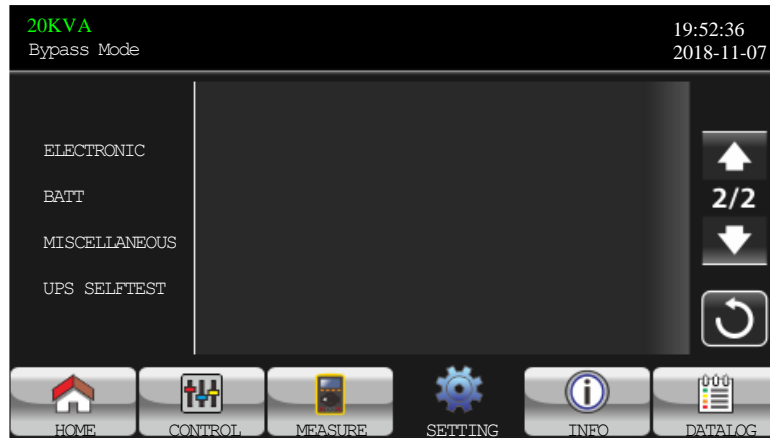 20KVA
Bypass Mode
19:52:36
2018-11-07
ELECTRONIC
BATT
MISCELLANEOUS
UPS SELFTEST
2/2
HOME
CONTROL
MEASURE
SETTING
INFO
DATALOG